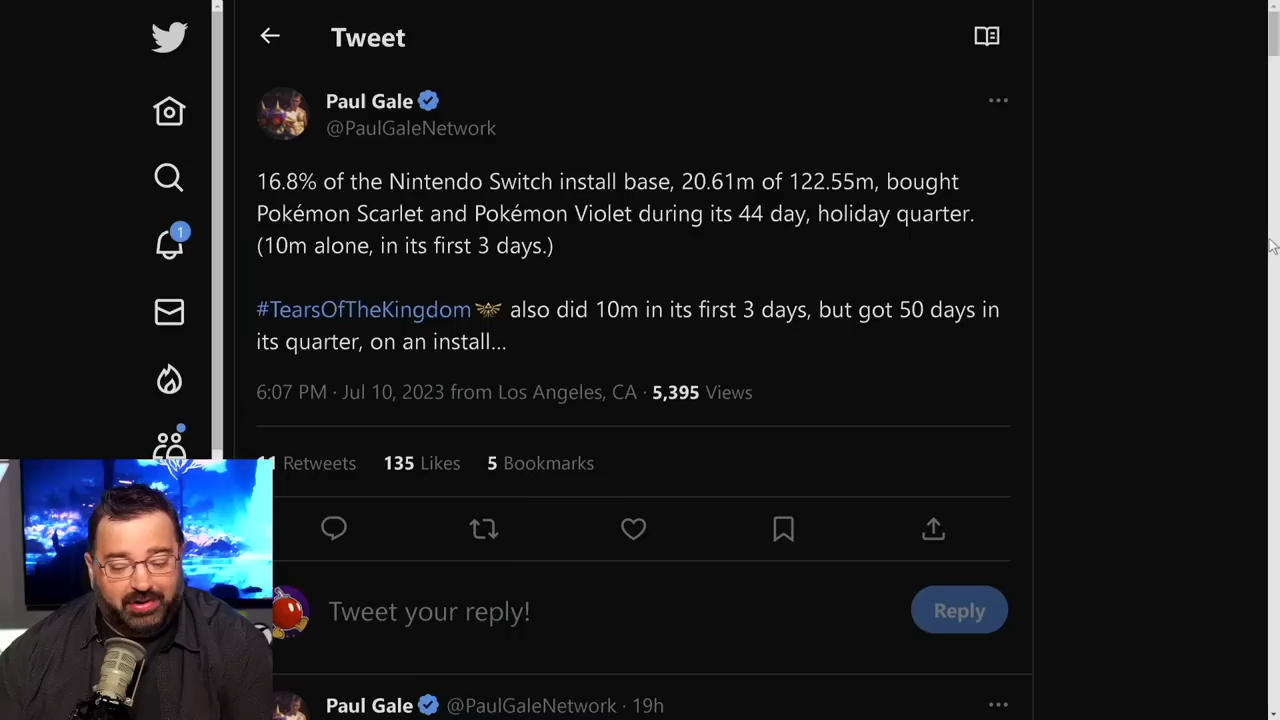 Tweet
Paul Gale
@PaulGaleNetwork
16.8% of the Nintendo Switch install base, 20.61m of 122.55m, bought
Pokémon Scarlet and Pokémon Violet during its 44 day, holiday quarter.
(10m alone, in its first 3 days.)
#TearsOfTheKingdom also did 10m in its first 3 days, but got 50 days in
its quarter, on an install...
6:07 PM · Jul 10, 2023 from Los Angeles, CA · 5,395 Views
1
Retweets 135 Likes 5 Bookmarks
Tweet your reply!
Reply
Paul Gale @PaulGaleNetwork · 19h